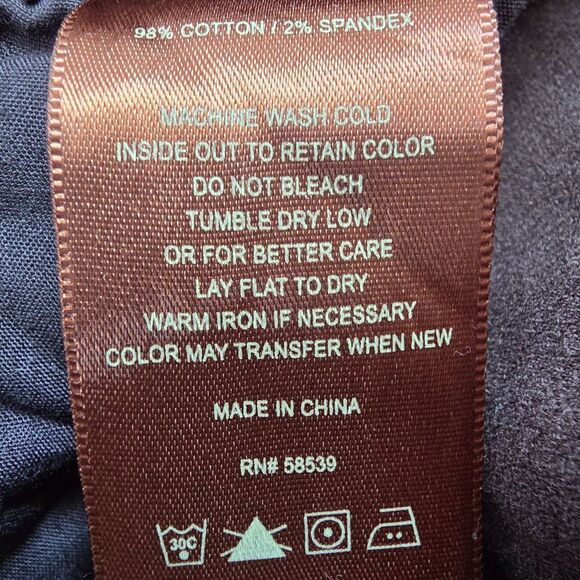 98% COTTON / 2% SPANDEX
MACHINE WASH COLD
INSIDE OUT TO RETAIN COLOR
DO NOT BLEACH
TUMBLE DRY LOW
OR FOR BETTER CARE
LAY FLAT TO DRY
WARM IRON IF NECESSARY
COLOR MAY TRANSFER WHEN NEW
MADE IN CHINA
RN# 58539
30C